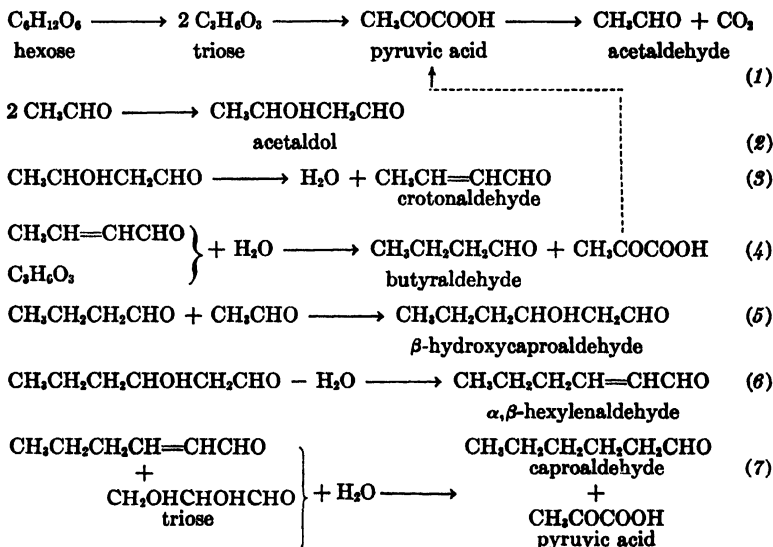 C₆H₁₂O₆ ⟶ 2 C₃H₆O₃ ⟶ CH₃COCOOH ⟶ CH₃CHO + CO₂
hexose triose pyruvic acid acetaldehyde
(1)
2 CH₃CHO ⟶ CH₃CHOHCH₂CHO
acetaldol (2)
CH₃CHOHCH₂CHO ⟶ H₂O + CH₃CH=CHCHO (3)
crotonaldehyde
CH₃CH=CHCHO
+ H₂O ⟶ CH₃CH₂CH₂CHO + CH₃COCOOH (4)
C₃H₆O₃
butyraldehyde
CH₃CH₂CH₂CHO + CH₃CHO ⟶ CH₃CH₂CH₂CHOHCH₂CHO (5)
β-hydroxycaproaldehyde
CH₃CH₂CH₂CHOHCH₂CHO − H₂O ⟶ CH₃CH₂CH₂CH=CHCHO (6)
α,β-hexylenaldehyde
CH₃CH₂CH₂CH=CHCHO CH₃CH₂CH₂CH₂CH₂CHO
caproaldehyde (7)
+ +
CH₂OHCHOHCHO + H₂O ⟶
triose CH₃COCOOH
pyruvic acid